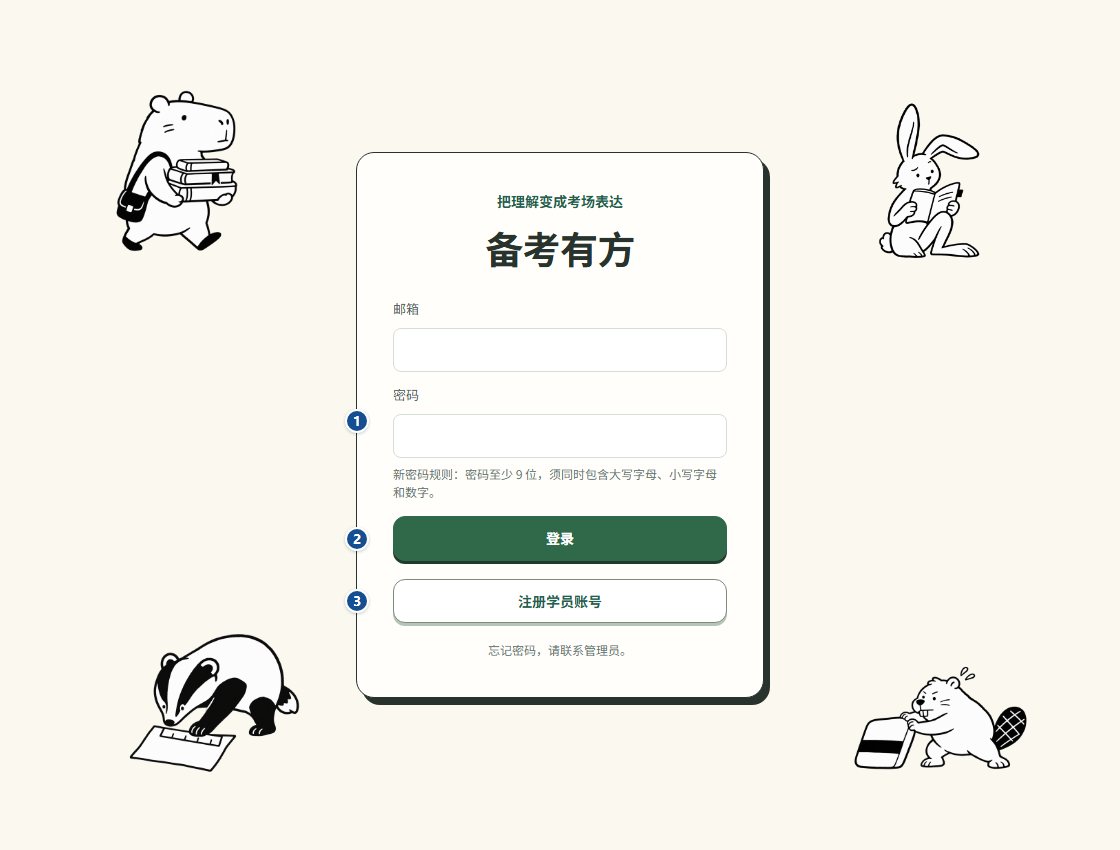 把理解变成考场表达
备考有方
邮箱
密码
1
新密码规则：密码至少 9 位，须同时包含大写字母、小写字母
和数字。
2
登录
3
注册学员账号
忘记密码，请联系管理员。